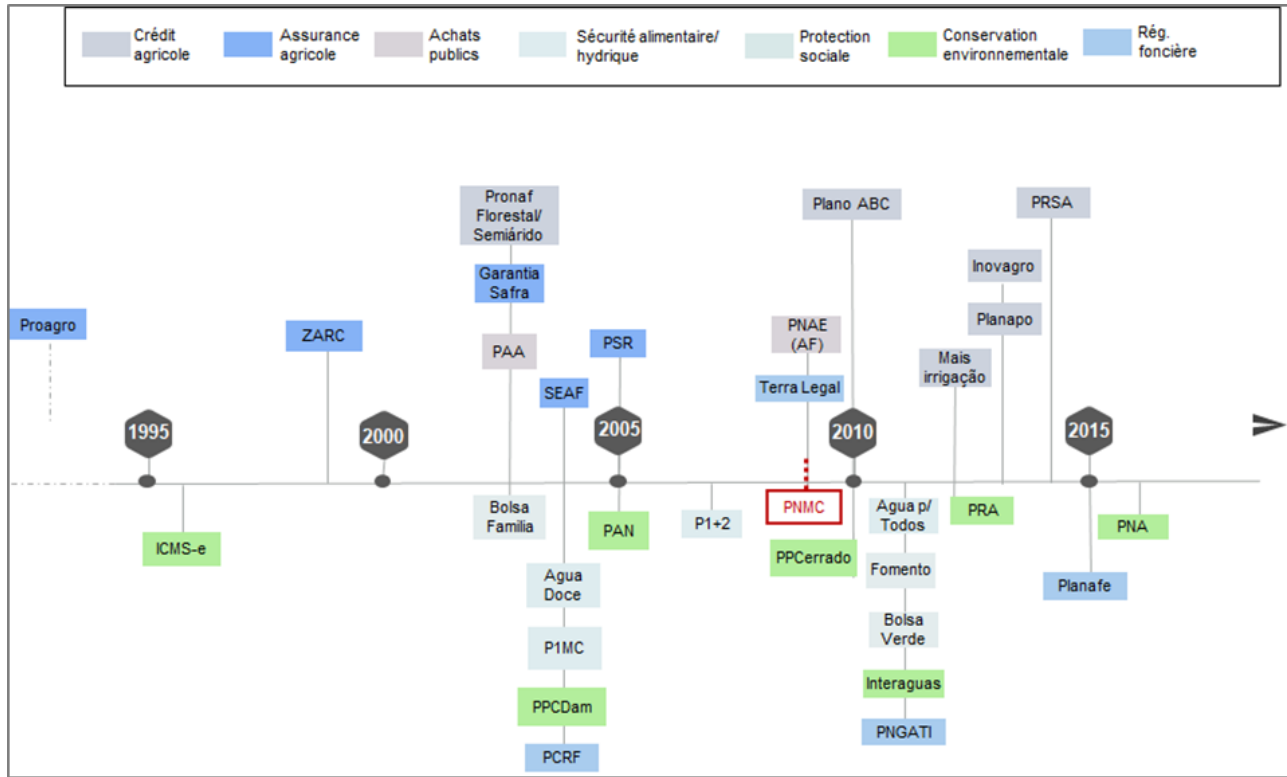 Crédit
agricole
Assurance
agricole
Achats
publics
Sécurité alimentaire/
hydrique
Protection
sociale
Conservation
environnementale
Rég.
foncière
Pronaf
Florestal/
Semiárido
Plano ABC
PRSA
Garantia
Safra
Inovagro
Proagro
ZARC
PAA
PSR
PNAE
(AF)
Planapo
Mais
irrigação
SEAF
Terra Legal
1995
2000
2005
2010
2015
ICMS-e
Bolsa
Familia
PAN
P1+2
PNMC
Agua p/
Todos
PRA
PNA
PPCerrado
Agua
Doce
Fomento
Planafe
P1MC
Bolsa
Verde
PPCDam
Interaguas
PCRF
PNGATI